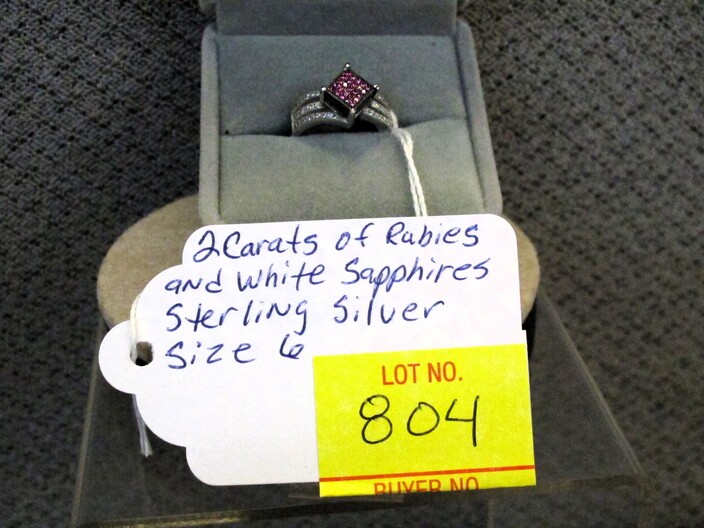 2 Carats of Rubies
and white Sapphires
Sterling Silver
Size 6
LOT NO.
804
BUYER NO